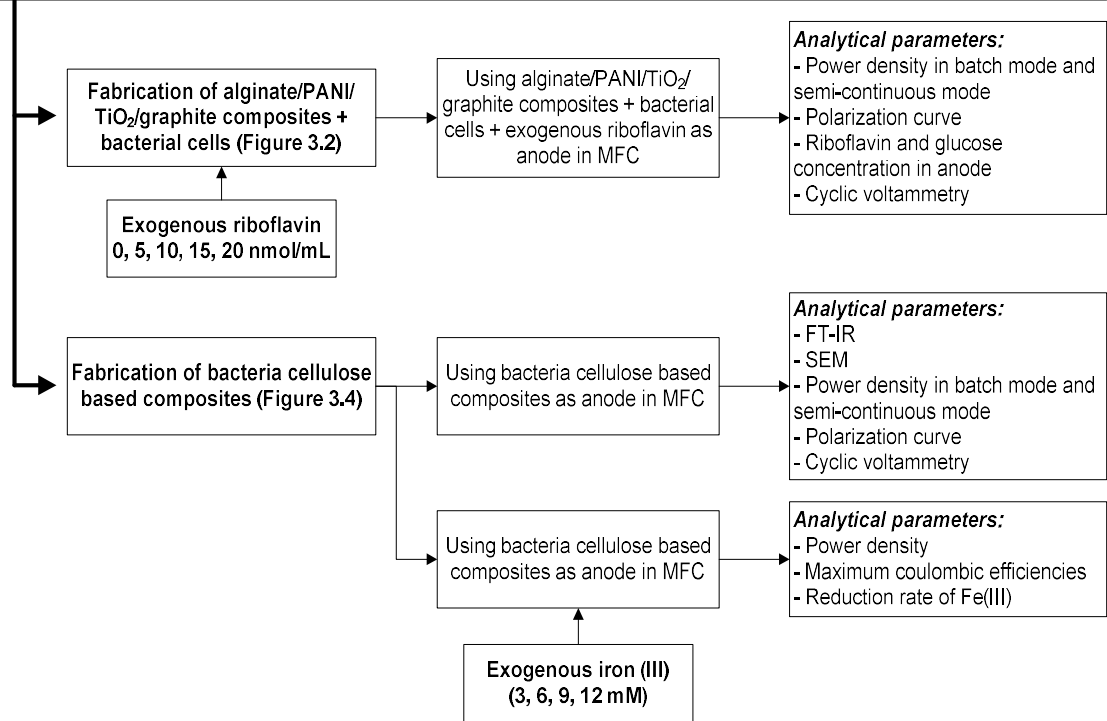 Fabrication of alginate/PANI/
TiO₂/graphite composites +
bacterial cells (Figure 3.2)
Using alginate/PANI/TiO₂/
graphite composites + bacterial
cells + exogenous riboflavin as
anode in MFC
Analytical parameters:
- Power density in batch mode and
semi-continuous mode
- Polarization curve
- Riboflavin and glucose
concentration in anode
- Cyclic voltammetry
Exogenous riboflavin
0, 5, 10, 15, 20 nmol/mL
Fabrication of bacteria cellulose
based composites (Figure 3.4)
Using bacteria cellulose based
composites as anode in MFC
Analytical parameters:
- FT-IR
- SEM
- Power density in batch mode and
semi-continuous mode
- Polarization curve
- Cyclic voltammetry
Using bacteria cellulose based
composites as anode in MFC
Analytical parameters:
- Power density
- Maximum coulombic efficiencies
- Reduction rate of Fe(III)
Exogenous iron (III)
(3, 6, 9, 12 mM)